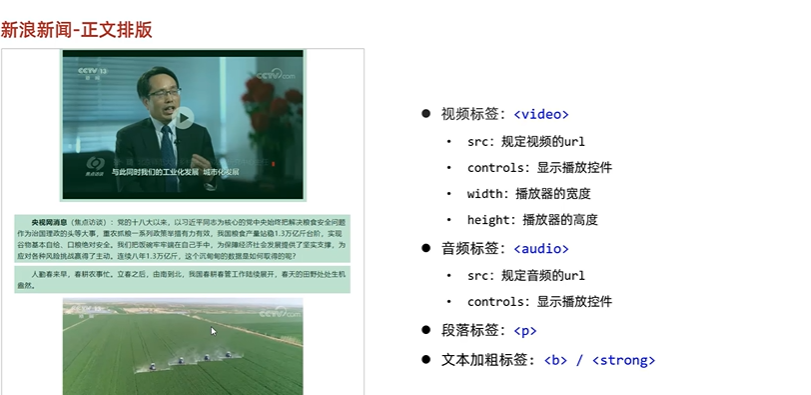 新浪新闻-正文排版
CCTV 12
CCTV.com
焦点访谈
与此同时我们的工业化发展 城市化发展
央视网消息（焦点访谈）：党的十八大以来，以习近平同志为核心的党中央始终把解决粮食安全问题
作为治国理政的头等大事，重农抓粮一系列政策举措有力有效，我国粮食产量站稳1.3万亿斤台阶，实现
谷物基本自给、口粮绝对安全。我们把饭碗牢牢端在自己手中，为保障经济社会发展提供了坚实支撑，为
应对各种风险挑战赢得了主动。连续八年1.3万亿斤，这个沉甸甸的数据是如何取得的呢？
人勤春来早，春耕农事忙。立春之后，由南到北，我国春耕春管工作陆续展开，春天的田野处处生机
盎然。
CCTV.com
● 视频标签：<video>
• src：规定视频的url
• controls：显示播放控件
• width：播放器的宽度
• height：播放器的高度
● 音频标签：<audio>
• src：规定音频的url
• controls：显示播放控件
● 段落标签：<p>
● 文本加粗标签：<b> / <strong>